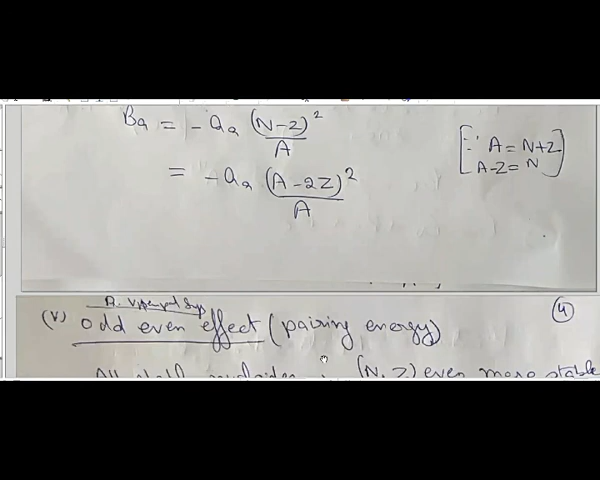 Ba = -aa (N-Z)² / A
= -aa (A-2Z)² / A
[∵ A = N+Z
A-Z = N]
(V) odd even effect (pairing energy)
(4)
(N, Z) even more stable